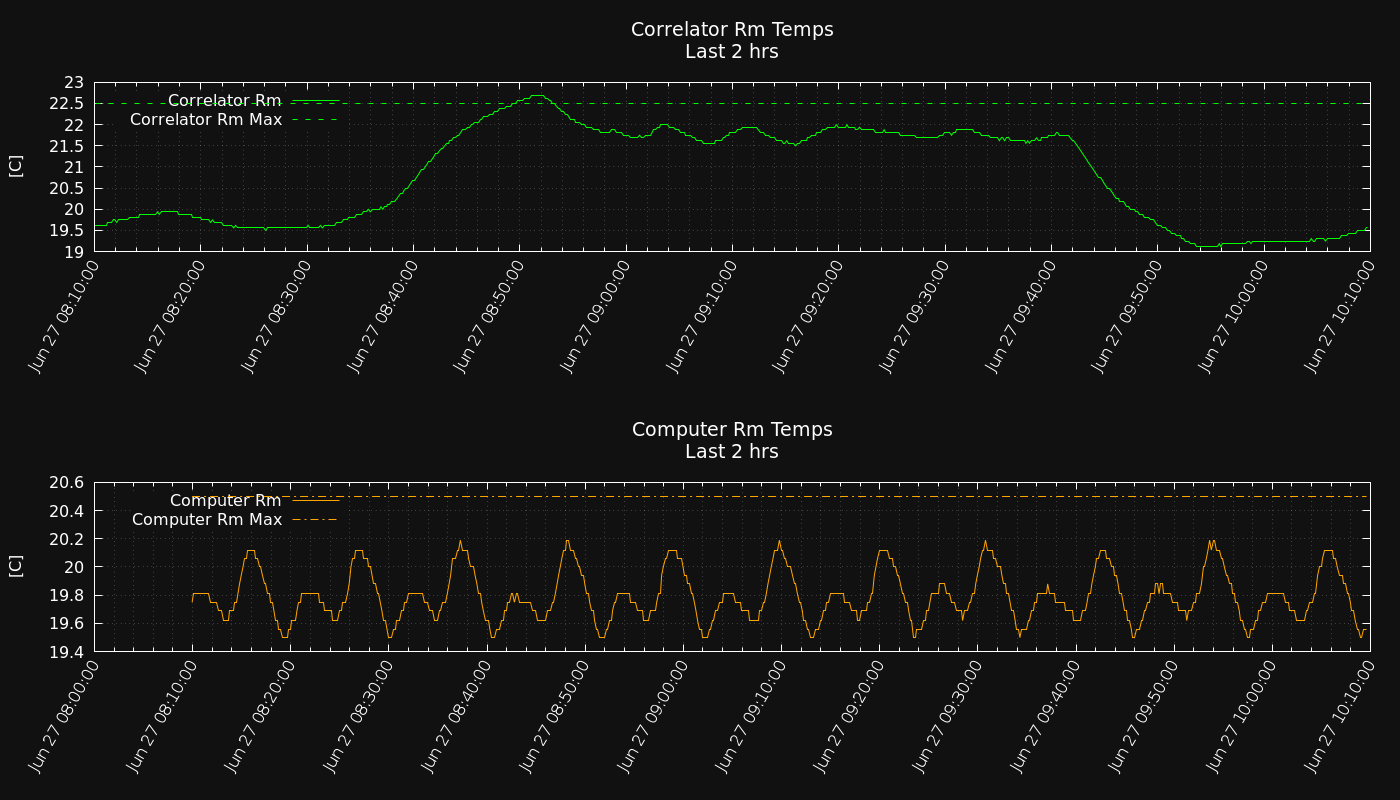 Correlator Rm Temps
Last 2 hrs
[C]
23
22.5
22
21.5
21
20.5
20
19.5
19
Correlator Rm
Correlator Rm Max
Jun 27 08:10:00
Jun 27 08:20:00
Jun 27 08:30:00
Jun 27 08:40:00
Jun 27 08:50:00
Jun 27 09:00:00
Jun 27 09:10:00
Jun 27 09:20:00
Jun 27 09:30:00
Jun 27 09:40:00
Jun 27 09:50:00
Jun 27 10:00:00
Jun 27 10:10:00
Computer Rm Temps
Last 2 hrs
[C]
20.6
20.4
20.2
20
19.8
19.6
19.4
Computer Rm
Computer Rm Max
Jun 27 08:00:00
Jun 27 08:10:00
Jun 27 08:20:00
Jun 27 08:30:00
Jun 27 08:40:00
Jun 27 08:50:00
Jun 27 09:00:00
Jun 27 09:10:00
Jun 27 09:20:00
Jun 27 09:30:00
Jun 27 09:40:00
Jun 27 09:50:00
Jun 27 10:00:00
Jun 27 10:10:00